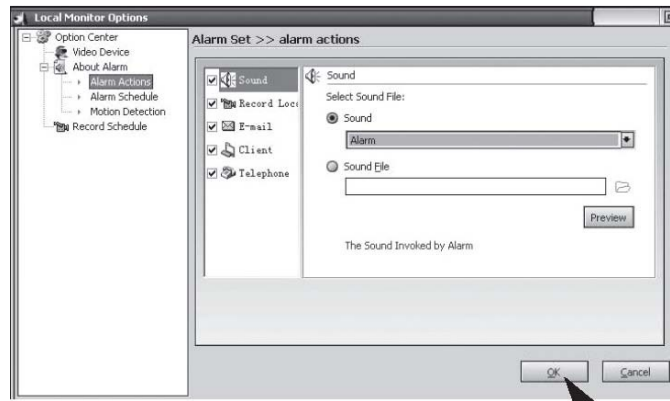 Local Monitor Options
Option Center
Video Device
About Alarm
Alarm Actions
Alarm Schedule
Motion Detection
Record Schedule
Alarm Set >> alarm actions
Sound
Record Loca
E-mail
Client
Telephone
Sound
Select Sound File:
Sound
Alarm
Sound File
Preview
The Sound Invoked by Alarm
OK
Cancel